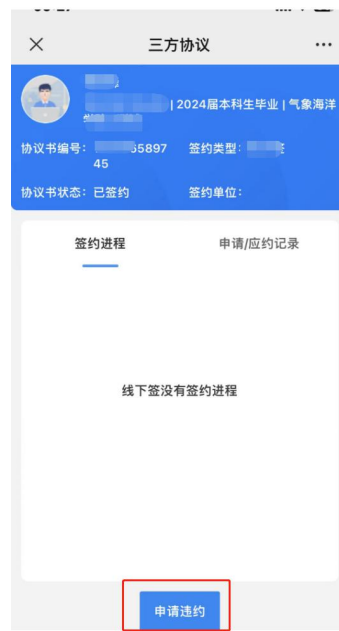 三方协议
| 2024届本科生毕业 | 气象海洋
协议书编号：
55897
45
签约类型：
协议书状态：已签约
签约单位：
签约进程
申请/应约记录
线下签没有签约进程
申请违约